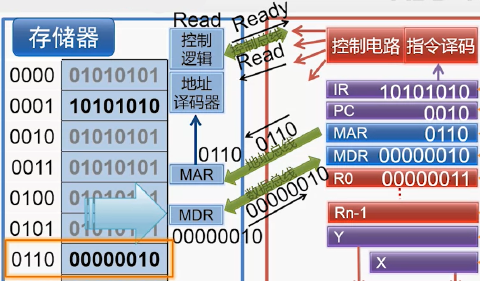 Read
Ready
存储器
控制
逻辑
控制总线
Read
控制电路
指令译码
地址
译码器
0000 01010101
0001 10101010
0010 01010101
0011 01010101
0100 01010101
0101 01010101
0110 00000010
IR 10101010
PC 0010
MAR 0110
MDR 00000010
R0 00000011
Rn-1
Y
X
0110
0110
地址总线
MAR
数据总线
00000010
MDR
00000010